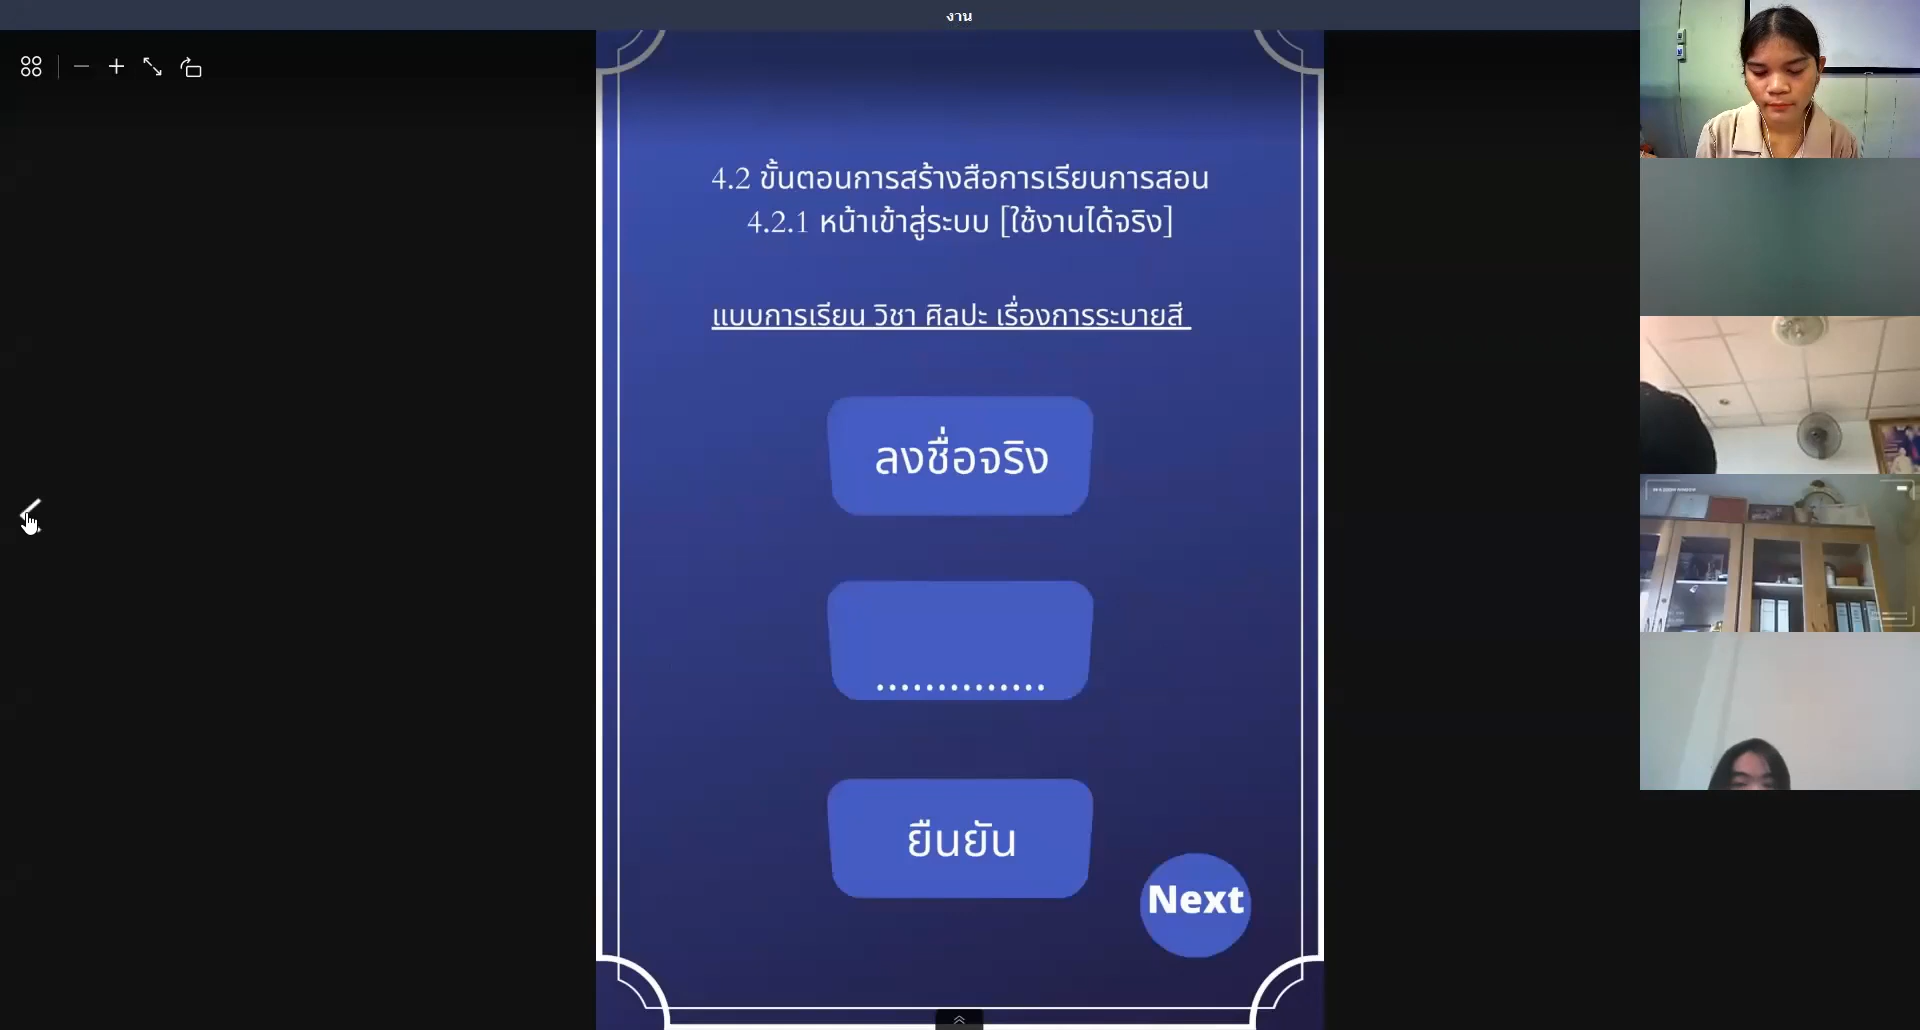 งาน
4.2 ขั้นตอนการสร้างสือการเรียนการสอน
4.2.1 หน้าเข้าสู่ระบบ [ใช้งานได้จริง]
แบบการเรียน วิชา ศิลปะ เรื่องการระบายสี
ลงชื่อจริง
..............
ยืนยัน
Next